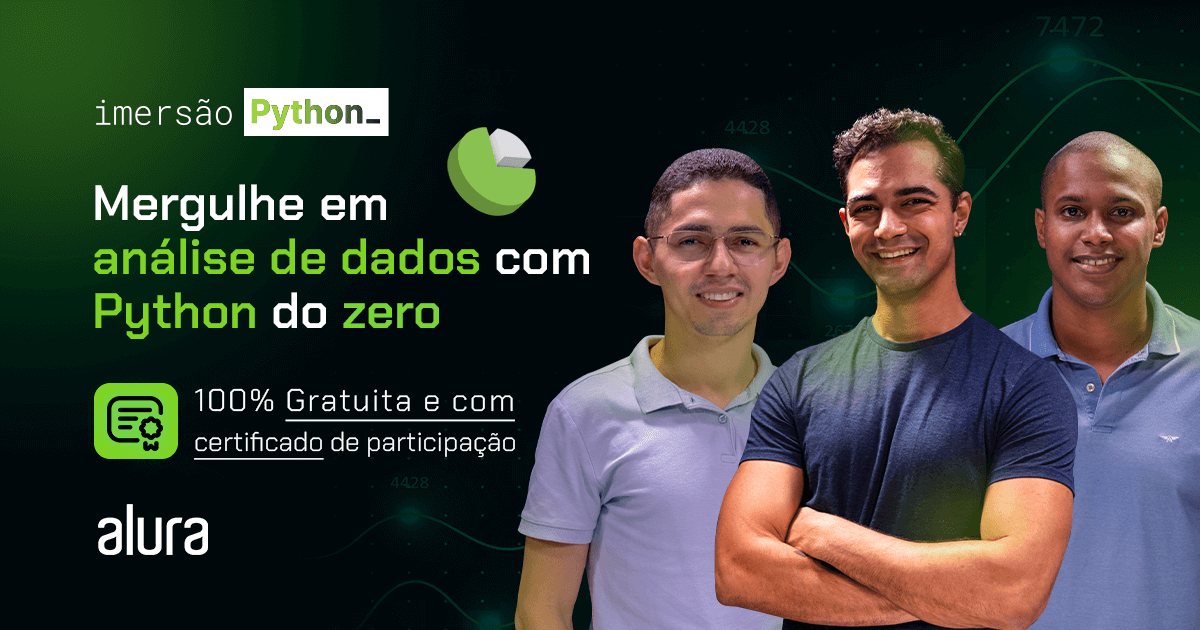 imersão Python_
Mergulhe em
análise de dados com
Python do zero
100% Gratuita e com
certificado de participação
alura
7472
4428
4428